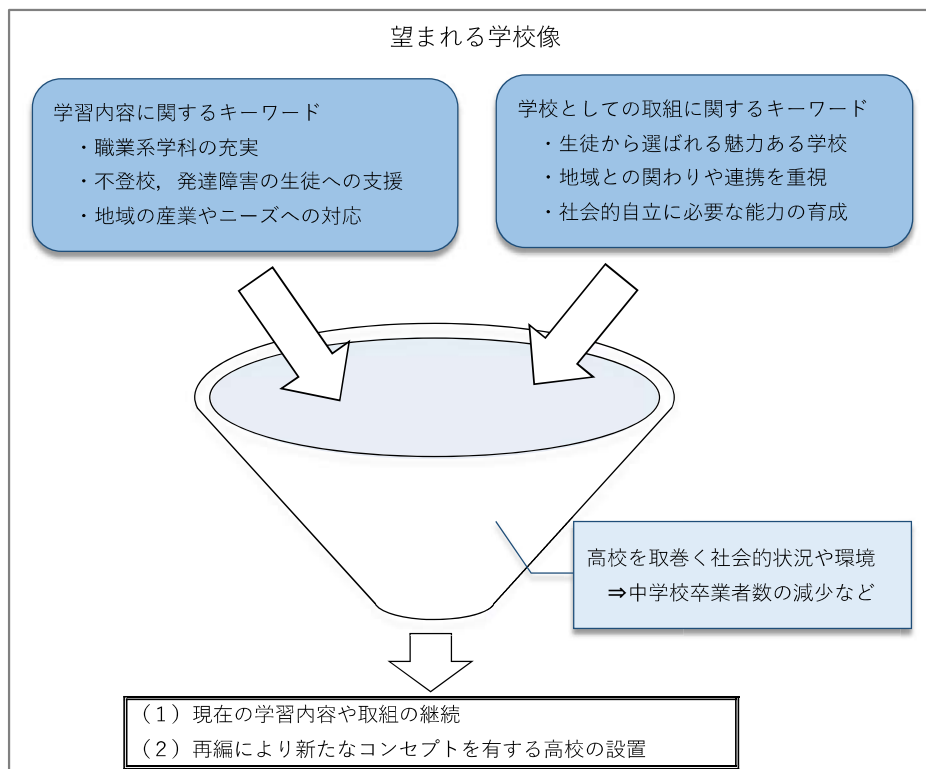 望まれる学校像
学習内容に関するキーワード
・職業系学科の充実
・不登校，発達障害の生徒への支援
・地域の産業やニーズへの対応
学校としての取組に関するキーワード
・生徒から選ばれる魅力ある学校
・地域との関わりや連携を重視
・社会的自立に必要な能力の育成
高校を取巻く社会的状況や環境
⇒中学校卒業者数の減少など
（１）現在の学習内容や取組の継続
（２）再編により新たなコンセプトを有する高校の設置